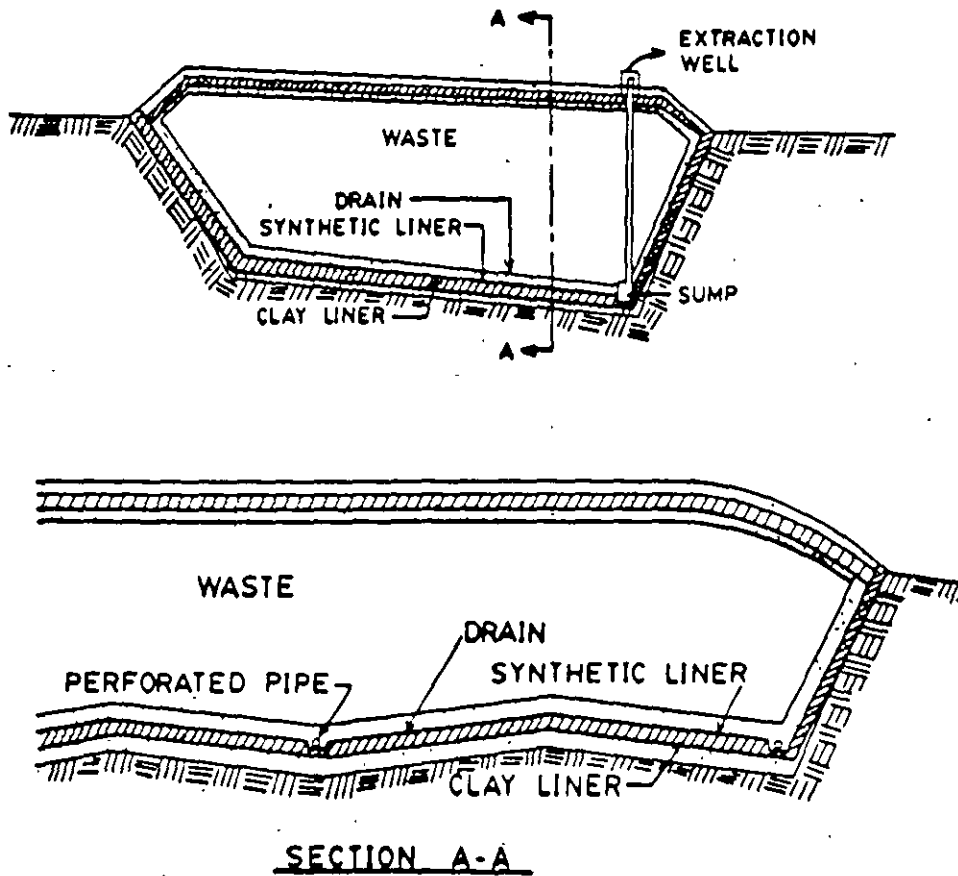 A
EXTRACTION
WELL
WASTE
DRAIN
SYNTHETIC LINER
SUMP
CLAY LINER
A
WASTE
DRAIN
SYNTHETIC LINER
PERFORATED PIPE
CLAY LINER
SECTION A-A